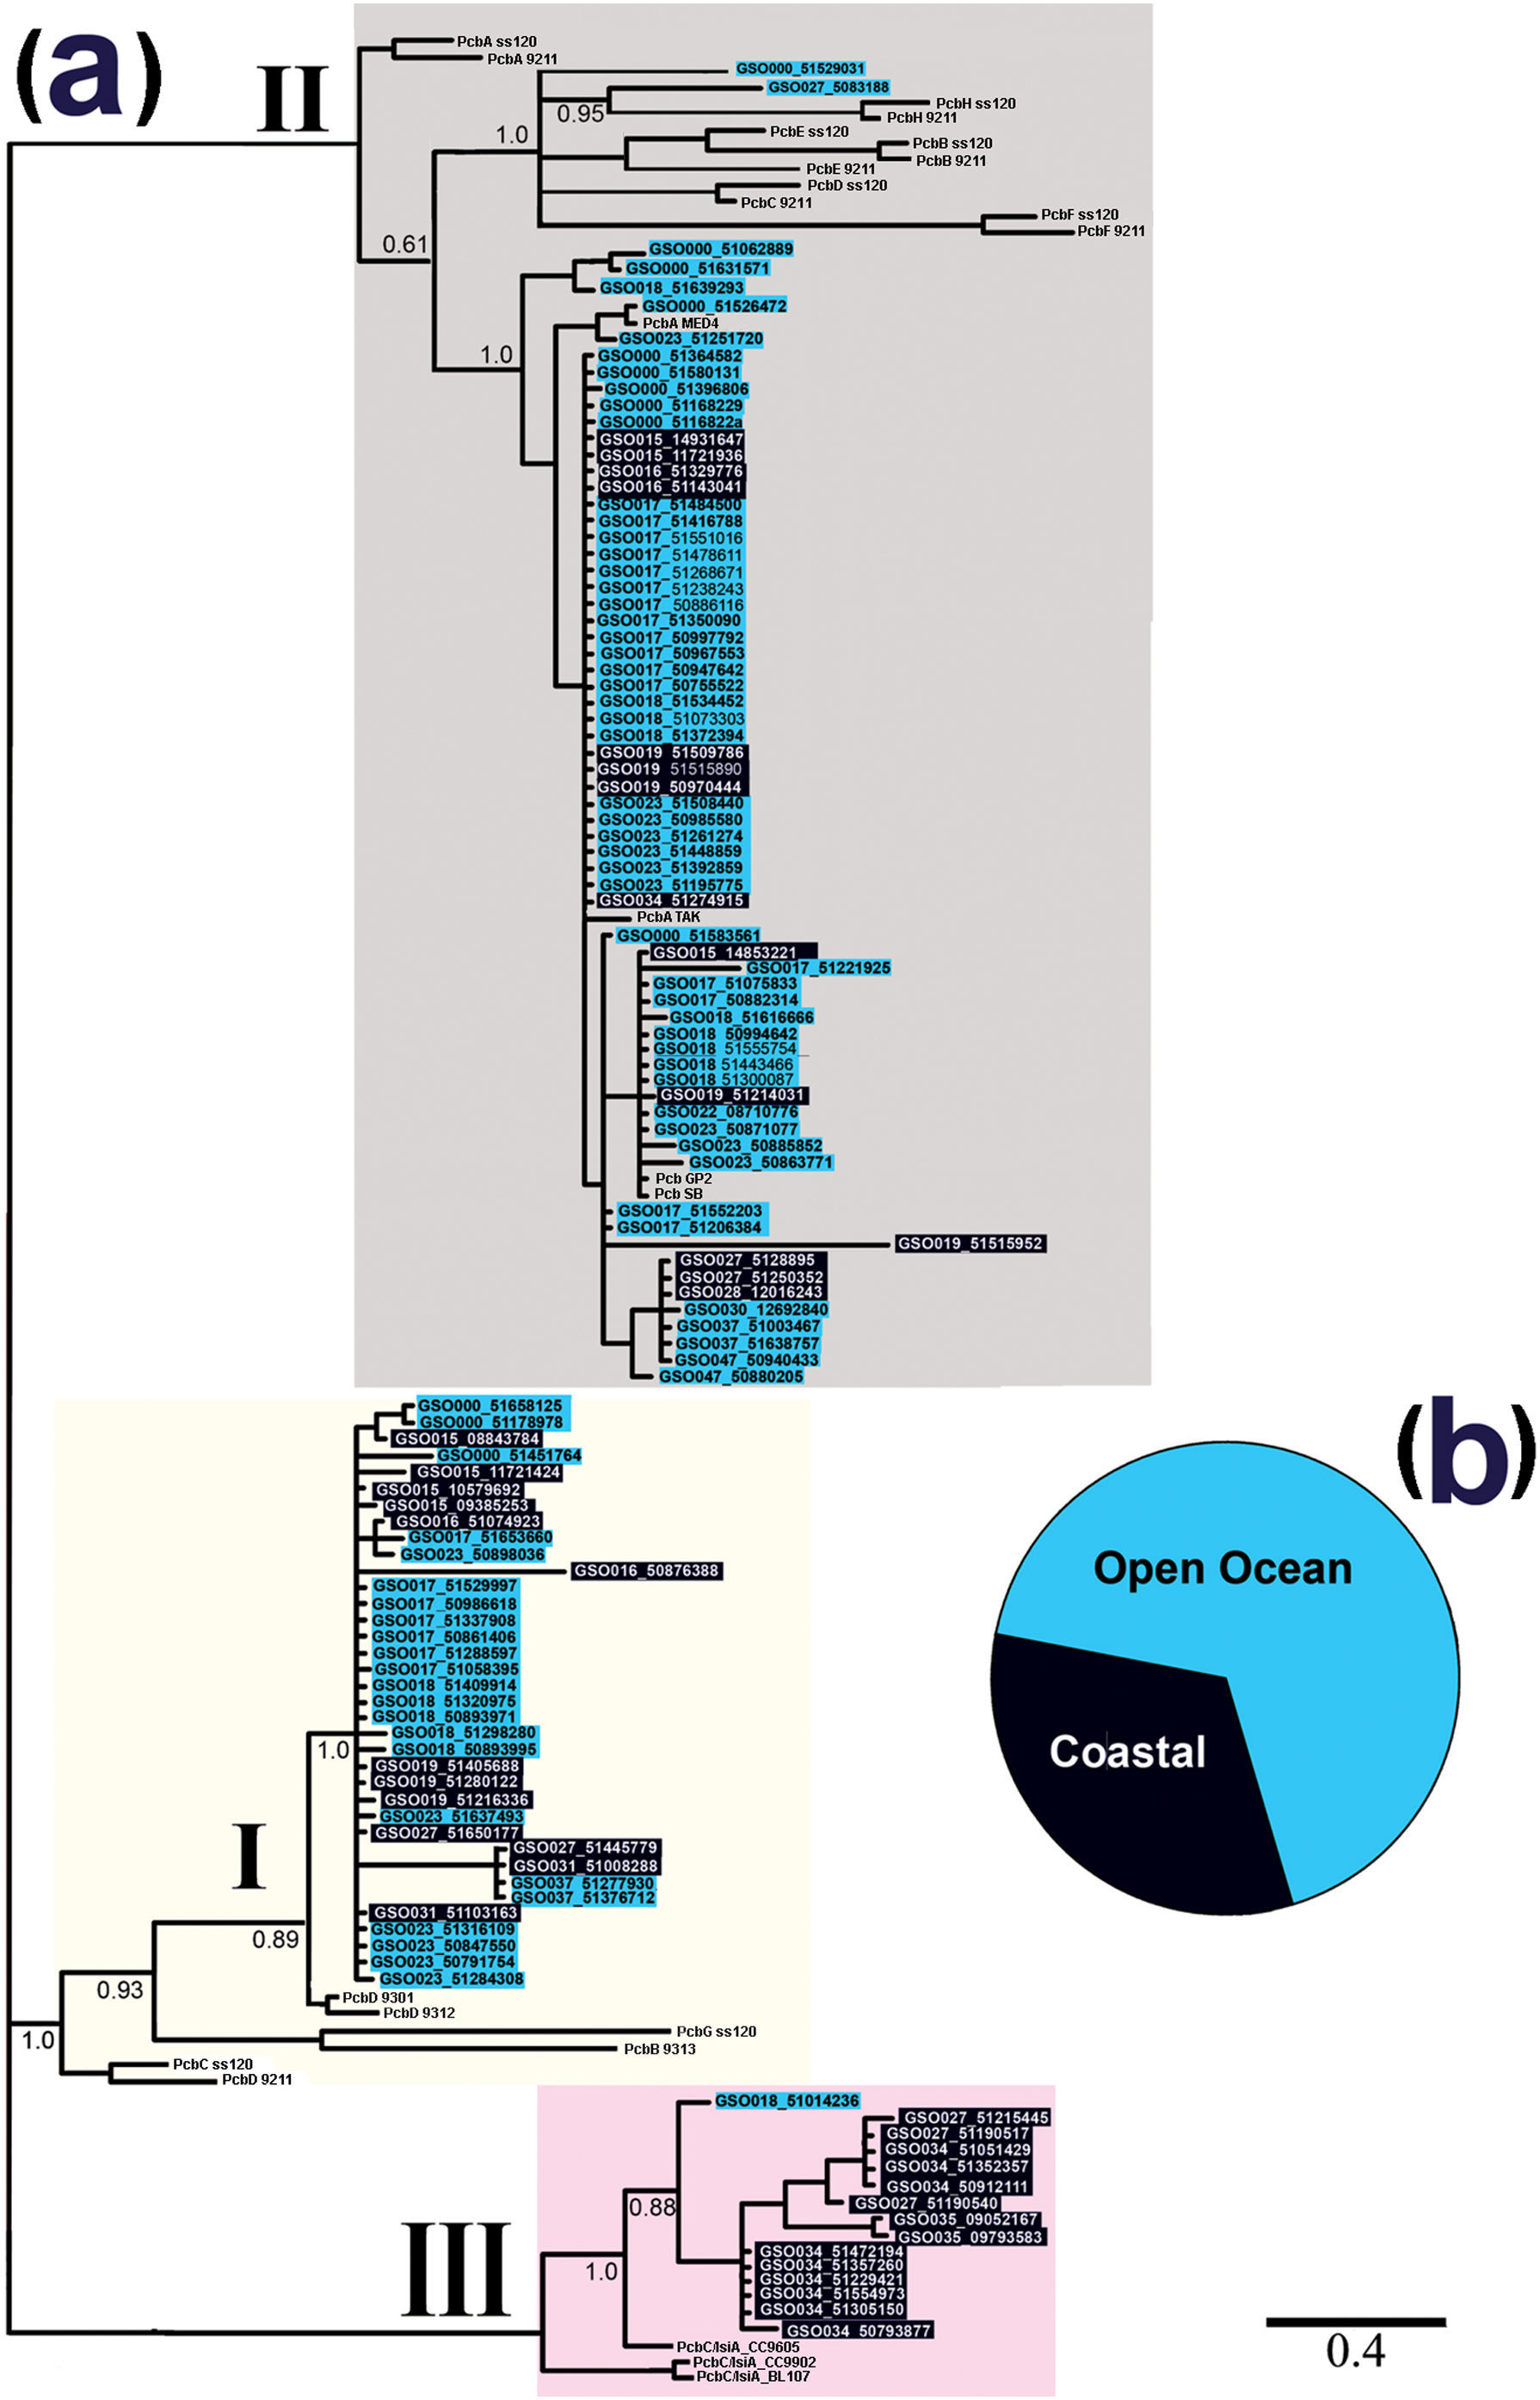 (a)
II
PcbA ss120
PcbA 9211
GSO000_51529031
GSO027_5083188
0.95
PcbH ss120
PcbH 9211
1.0
PcbE ss120
PcbB ss120
PcbB 9211
PcbE 9211
PcbD ss120
PcbC 9211
PcbF ss120
PcbF 9211
0.61
GSO000_51062889
GSO000_51631571
GSO018_51639293
GSO000_51526472
PcbA MED4
GSO023_51251720
1.0
GSO000_51364582
GSO000_51580131
GSO000_51396806
GSO000_51168229
GSO000_5116822a
GSO015_14931647
GSO015_11721936
GSO016_51329776
GSO016_51143041
GSO017_51484500
GSO017_51416788
GSO017_51551016
GSO017_51478611
GSO017_51268671
GSO017_51238243
GSO017_50886116
GSO017_51350090
GSO017_50997792
GSO017_50967553
GSO017_50947642
GSO017_50755522
GSO018_51534452
GSO018_51073303
GSO018_51372394
GSO019_51509786
GSO019_51515890
GSO019_50970444
GSO023_51508440
GSO023_50985580
GSO023_51261274
GSO023_51448859
GSO023_51392859
GSO023_51195775
GSO034_51274915
PcbA TAK
GSO000_51583561
GSO015_14853221
GSO017_51221925
GSO017_51075833
GSO017_50882314
GSO018_51616666
GSO018_50994642
GSO018_51555754_
GSO018_51443466
GSO018_51300087
GSO019_51214031
GSO022_08710776
GSO023_50871077
GSO023_50885852
GSO023_50863771
Pcb GP2
Pcb SB
GSO017_51552203
GSO017_51206384
GSO019_51515952
GSO027_5128895
GSO027_51250352
GSO028_12016243
GSO030_12692840
GSO037_51003467
GSO037_51638757
GSO047_50940433
GSO047_50880205
GSO000_51658125
GSO000_51178978
GSO015_08843784
GSO000_51451764
GSO015_11721424
GSO015_10579692
GSO015_09385253
GSO016_51074923
GSO017_51653660
GSO023_50898036
GSO016_50876388
GSO017_51529997
GSO017_50986618
GSO017_51337908
GSO017_50861406
GSO017_51288597
GSO017_51058395
GSO018_51409914
GSO018_51320975
GSO018_50893971
GSO018_51298280
GSO018_50893995
1.0
GSO019_51405688
GSO019_51280122
GSO019_51216336
GSO023_51637493
GSO027_51650177
GSO027_51445779
GSO031_51008288
GSO037_51277930
GSO037_51376712
I
GSO031_51103163
GSO023_51316109
GSO023_50847550
GSO023_50791754
GSO023_51284308
0.89
0.93
PcbD 9301
PcbD 9312
PcbG ss120
PcbB 9313
1.0
PcbC ss120
PcbD 9211
(b)
Open Ocean
Coastal
GSO018_51014236
GSO027_51215445
GSO027_51190517
GSO034_51051429
GSO034_51352357
GSO034_50912111
GSO027_51190540
0.88
GSO035_09052167
GSO035_09793583
III
1.0
GSO034_51472194
GSO034_51357260
GSO034_51229421
GSO034_51554973
GSO034_51305150
GSO034_50793877
PcbC/IsiA_CC9605
PcbC/IsiA_CC9902
PcbC/IsiA_BL107
0.4